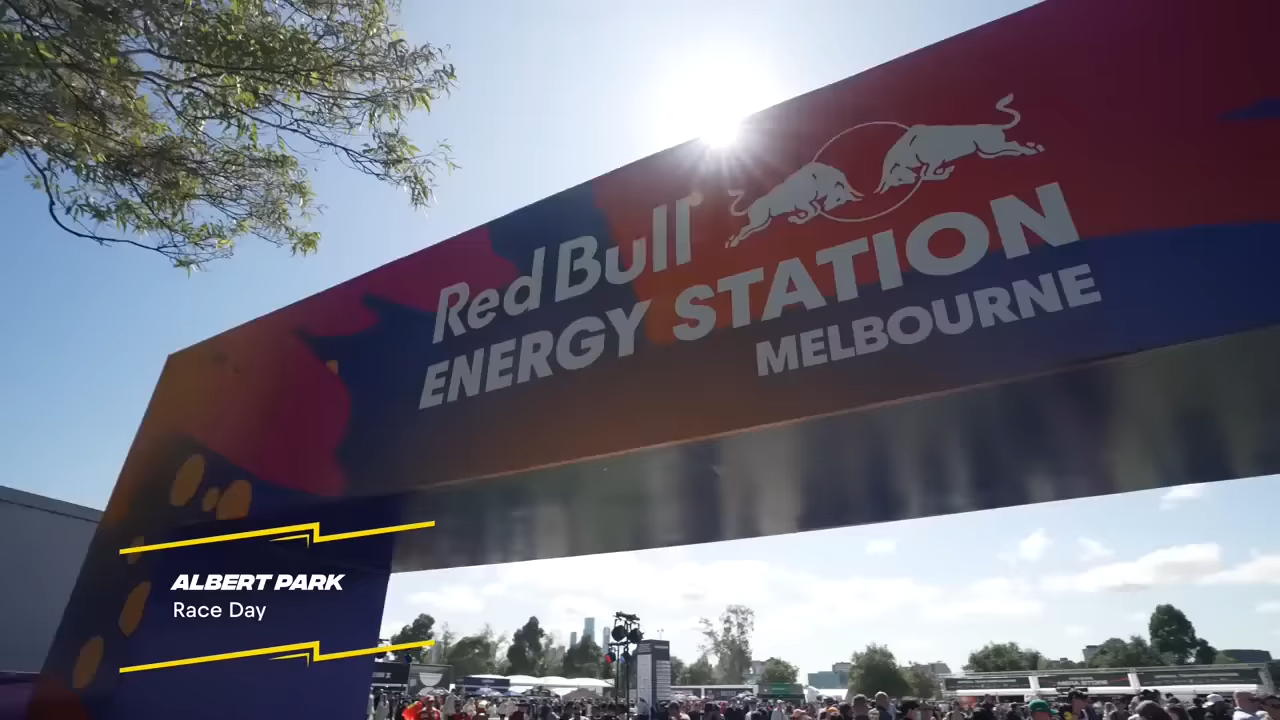 Red Bull
ENERGY STATION
MELBOURNE
ALBERT PARK
Race Day